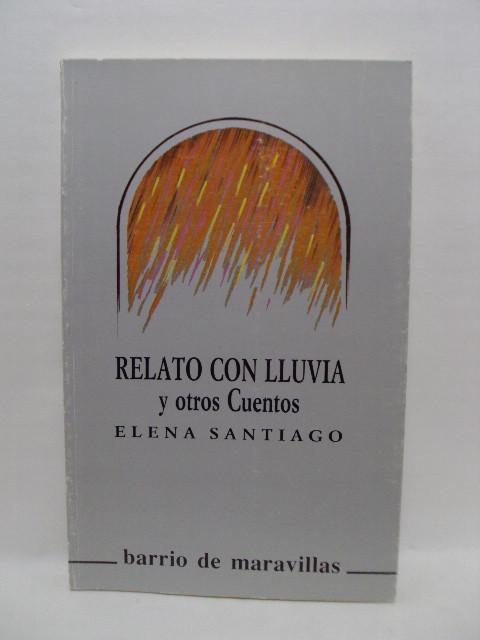 RELATO CON LLUVIA
y otros Cuentos
ELENA SANTIAGO
barrio de maravillas